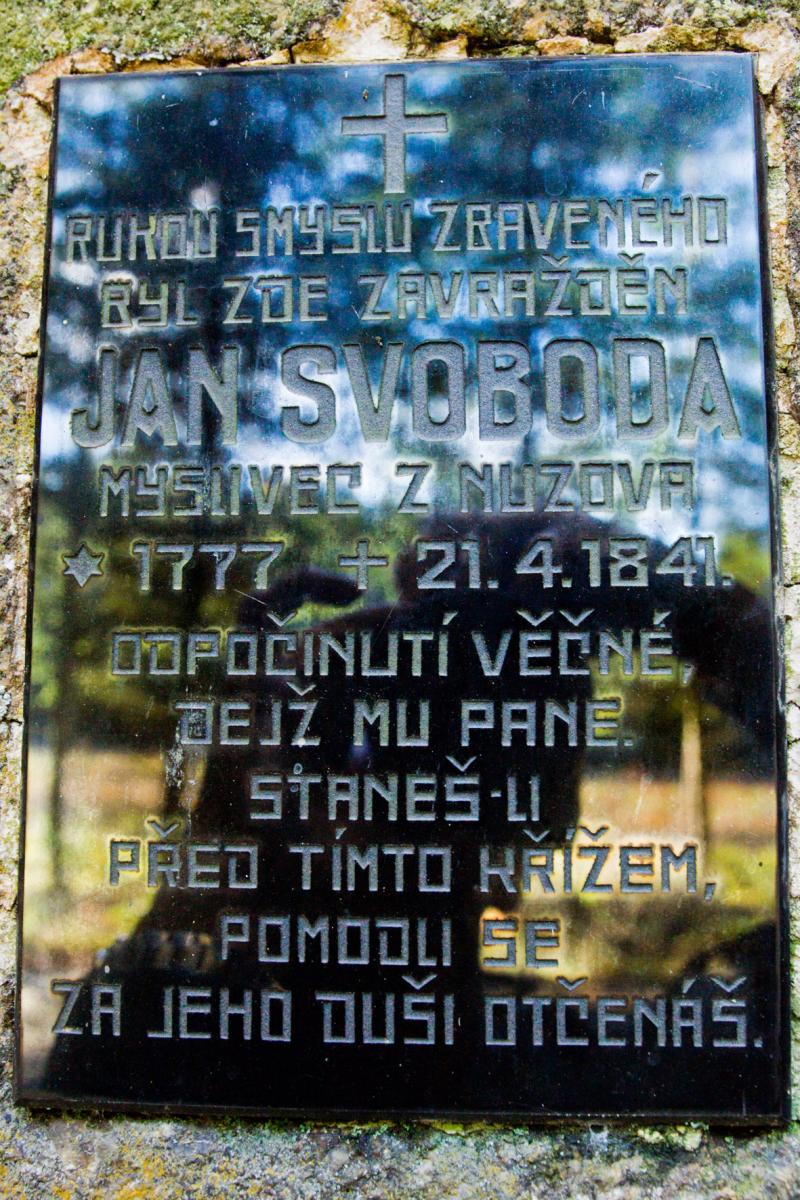 RUKOU SMYSLU ZBAVENÉHO
BYL ZDE ZAVRAŽDĚN
JAN SVOBODA
MYSLIVEC Z NUZOVA
✶ 1777 + 21. 4. 1841.
ODPOČINUTÍ VĚČNÉ,
DEJŽ MU PANE.
STANEŠ-LI
PŘED TÍMTO KŘÍŽEM,
POMODLI SE
ZA JEHO DUŠI OTČENÁŠ.